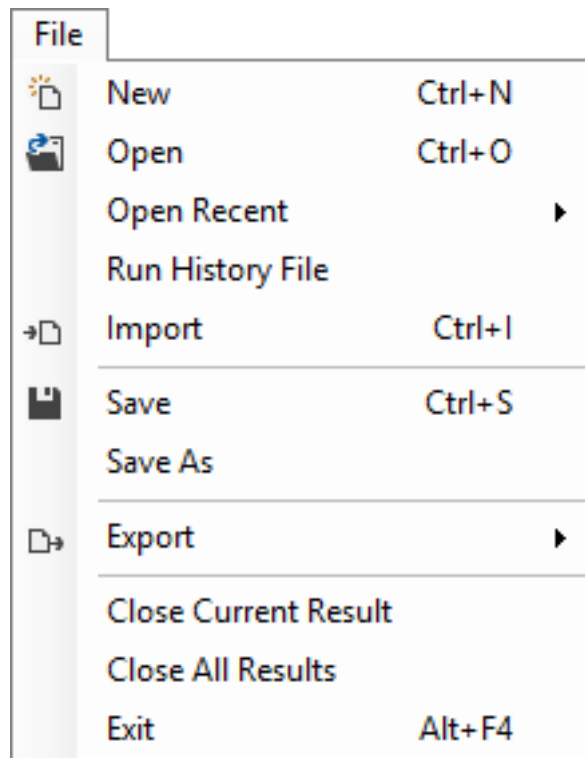 File
New Ctrl+N
Open Ctrl+O
Open Recent
Run History File
Import Ctrl+I
Save Ctrl+S
Save As
Export
Close Current Result
Close All Results
Exit Alt+F4